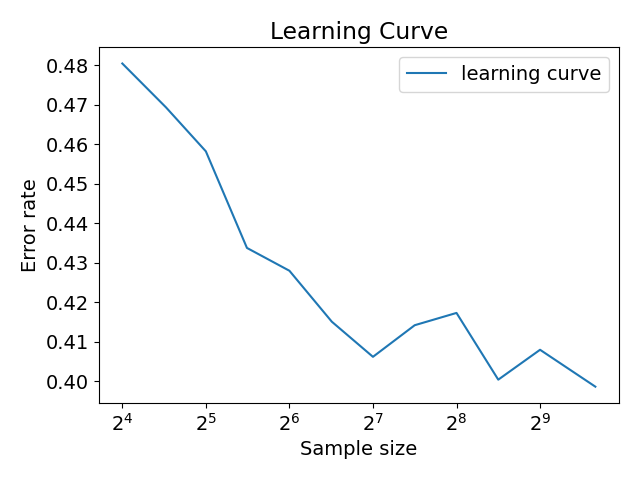 Learning Curve
learning curve
Error rate
0.48
0.47
0.46
0.45
0.44
0.43
0.42
0.41
0.40
2⁴ 2⁵ 2⁶ 2⁷ 2⁸ 2⁹
Sample size